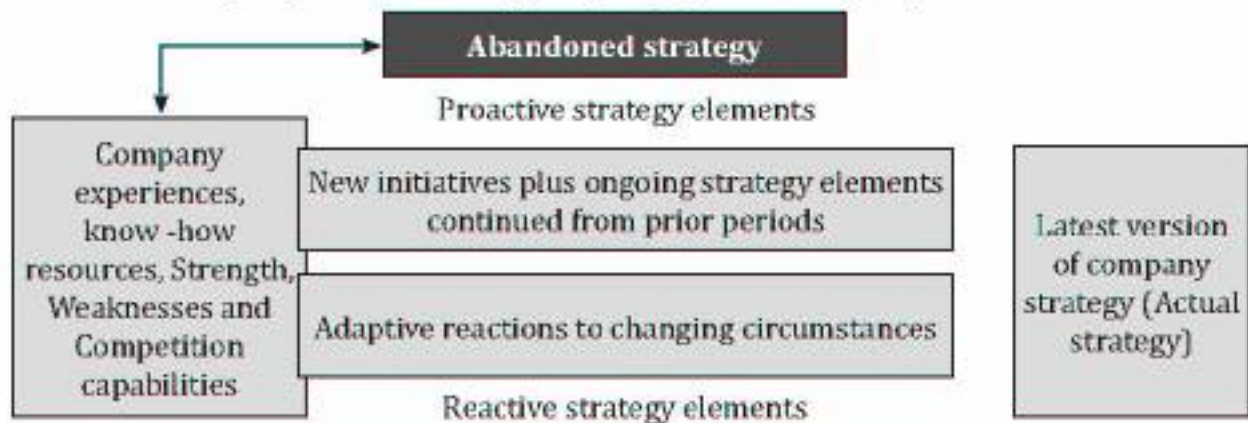 Abandoned strategy
Proactive strategy elements
Company
experiences,
know -how
resources, Strength,
Weaknesses and
Competition
capabilities
New initiatives plus ongoing strategy elements
continued from prior periods
Adaptive reactions to changing circumstances
Reactive strategy elements
Latest version
of company
strategy (Actual
strategy)